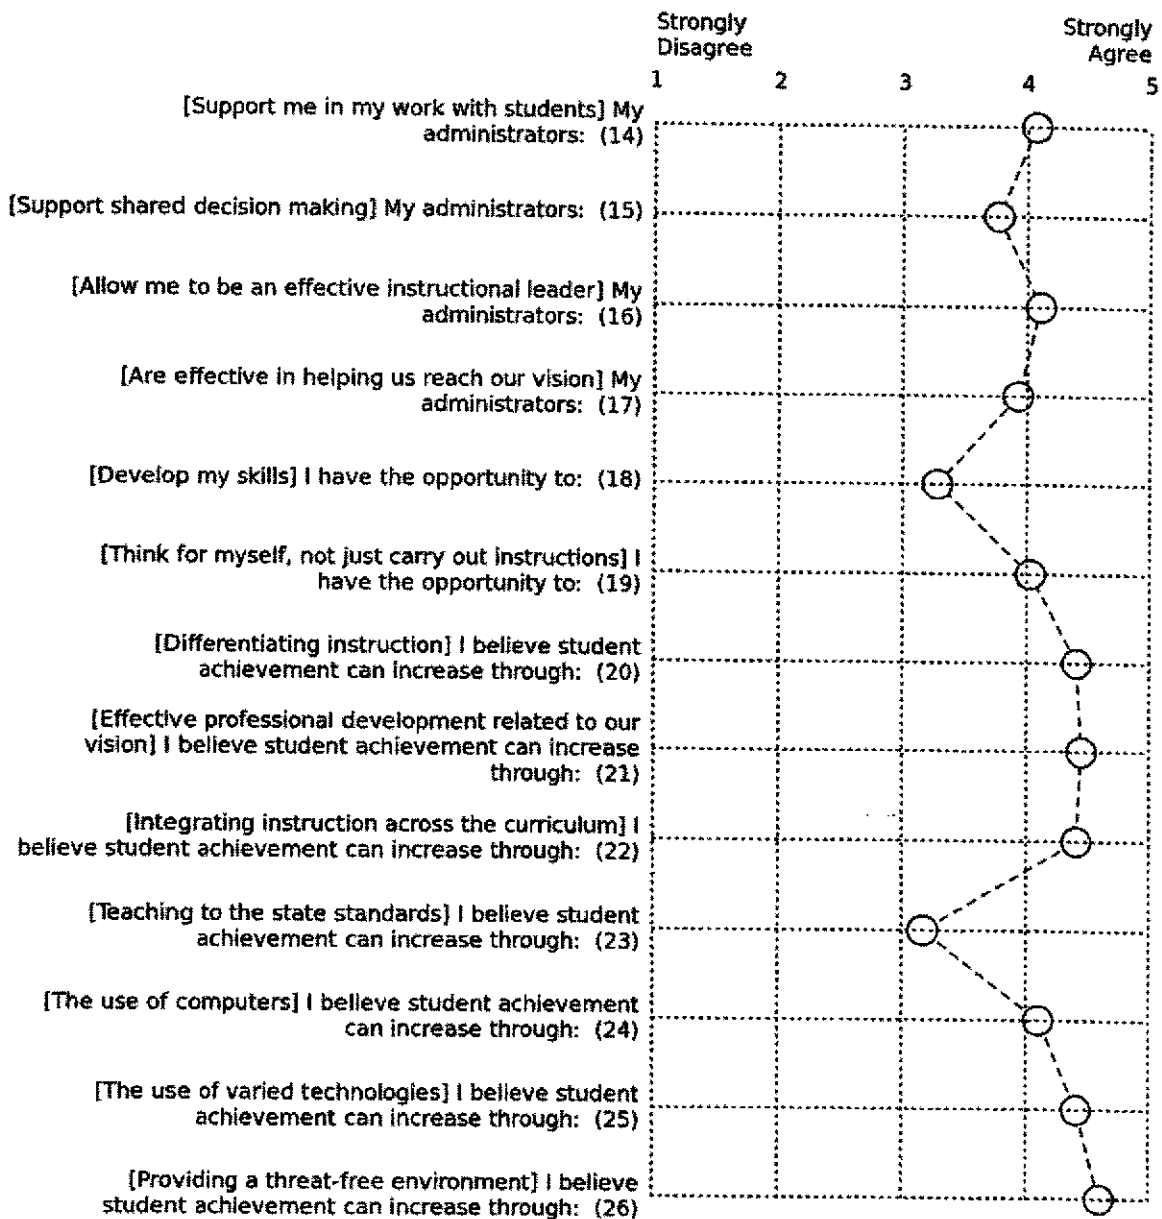 Strongly
Disagree
Strongly
Agree
1 2 3 4 5
[Support me in my work with students] My
administrators: (14)
[Support shared decision making] My administrators: (15)
[Allow me to be an effective instructional leader] My
administrators: (16)
[Are effective in helping us reach our vision] My
administrators: (17)
[Develop my skills] I have the opportunity to: (18)
[Think for myself, not just carry out instructions] I
have the opportunity to: (19)
[Differentiating instruction] I believe student
achievement can increase through: (20)
[Effective professional development related to our
vision] I believe student achievement can increase
through: (21)
[Integrating instruction across the curriculum] I
believe student achievement can increase through: (22)
[Teaching to the state standards] I believe student
achievement can increase through: (23)
[The use of computers] I believe student achievement
can increase through: (24)
[The use of varied technologies] I believe student
achievement can increase through: (25)
[Providing a threat-free environment] I believe
student achievement can increase through: (26)